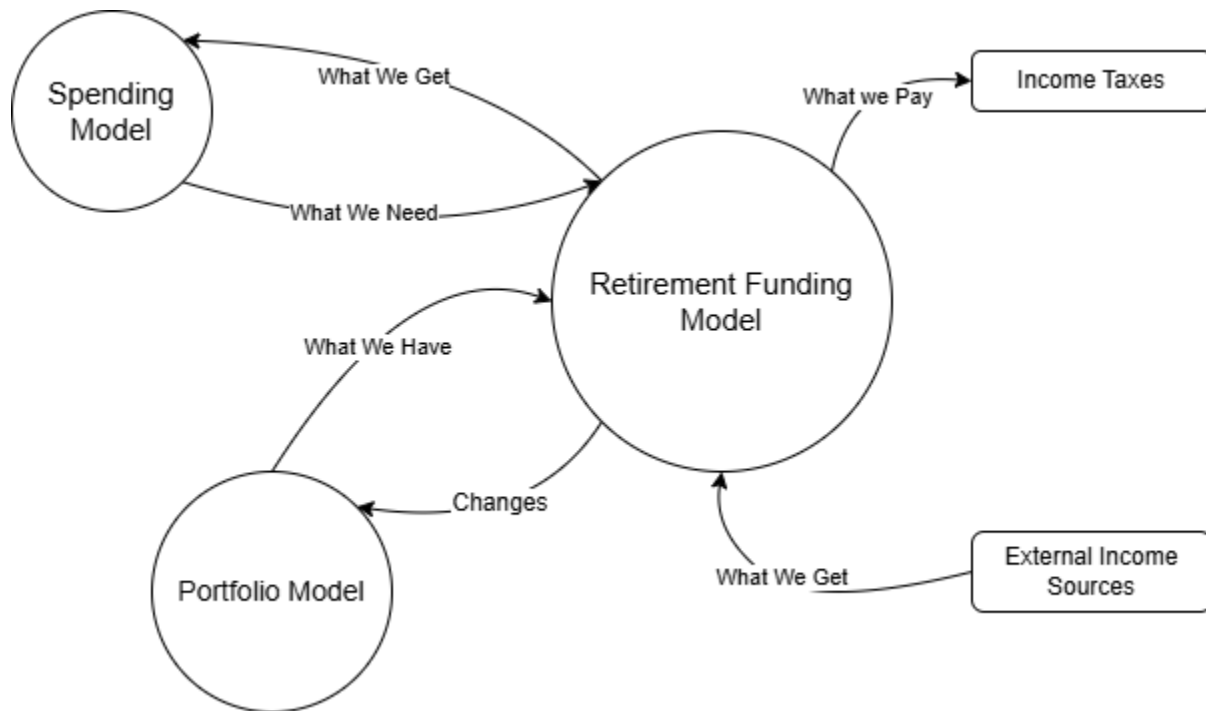 What We Get
Spending
Model
What We Need
What we Pay
Income Taxes
Retirement Funding
Model
What We Have
Changes
Portfolio Model
What We Get
External Income
Sources